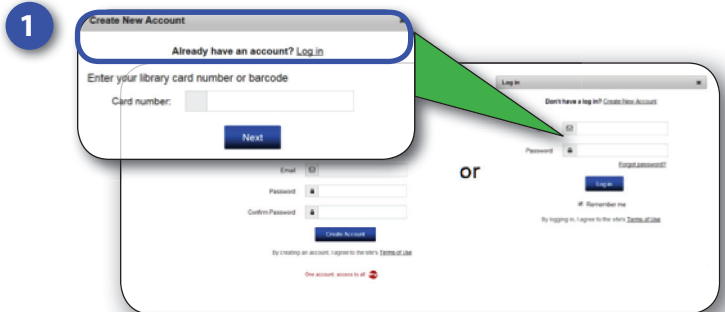 1
Create New Account
Already have an account? Log in
Enter your library card number or barcode
Card number:
Next
Email
Password
Confirm Password
Create Account
By creating an account, I agree to the site's Terms of Use
One account, access to all
or
Log in
Don't have a log in? Create New Account
Password
Forgot password?
Log in
Remember me
By logging in, I agree to the site's Terms of Use